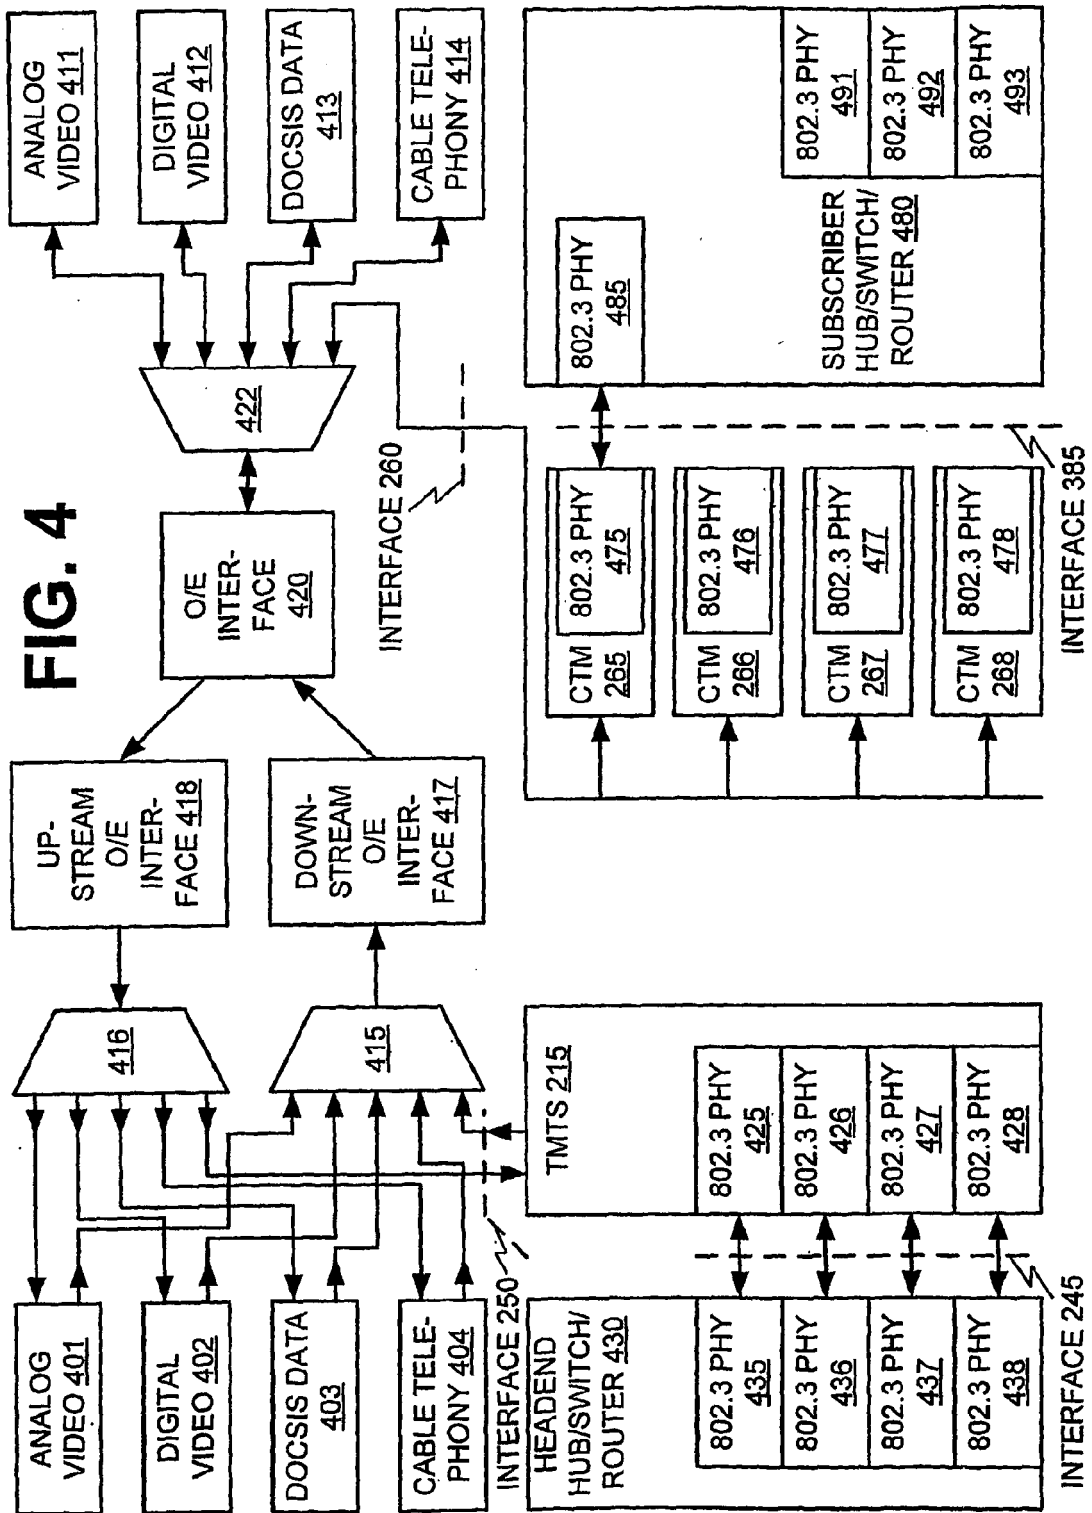 FIG. 4
ANALOG
VIDEO 401
DIGITAL
VIDEO 402
DOCSIS DATA
403
CABLE TELE-
PHONY 404
416
415
UP-
STREAM
O/E
INTER-
FACE 418
DOWN-
STREAM
O/E
INTER-
FACE 417
O/E
INTER-
FACE
420
422
ANALOG
VIDEO 411
DIGITAL
VIDEO 412
DOCSIS DATA
413
CABLE TELE-
PHONY 414
INTERFACE 250
INTERFACE 260
HEADEND
HUB/SWITCH/
ROUTER 430
802.3 PHY
435
802.3 PHY
436
802.3 PHY
437
802.3 PHY
438
INTERFACE 245
TMTS 215
802.3 PHY
425
802.3 PHY
426
802.3 PHY
427
802.3 PHY
428
CTM
265
802.3 PHY
475
CTM
266
802.3 PHY
476
CTM
267
802.3 PHY
477
CTM
268
802.3 PHY
478
INTERFACE 385
802.3 PHY
485
SUBSCRIBER
HUB/SWITCH/
ROUTER 480
802.3 PHY
491
802.3 PHY
492
802.3 PHY
493